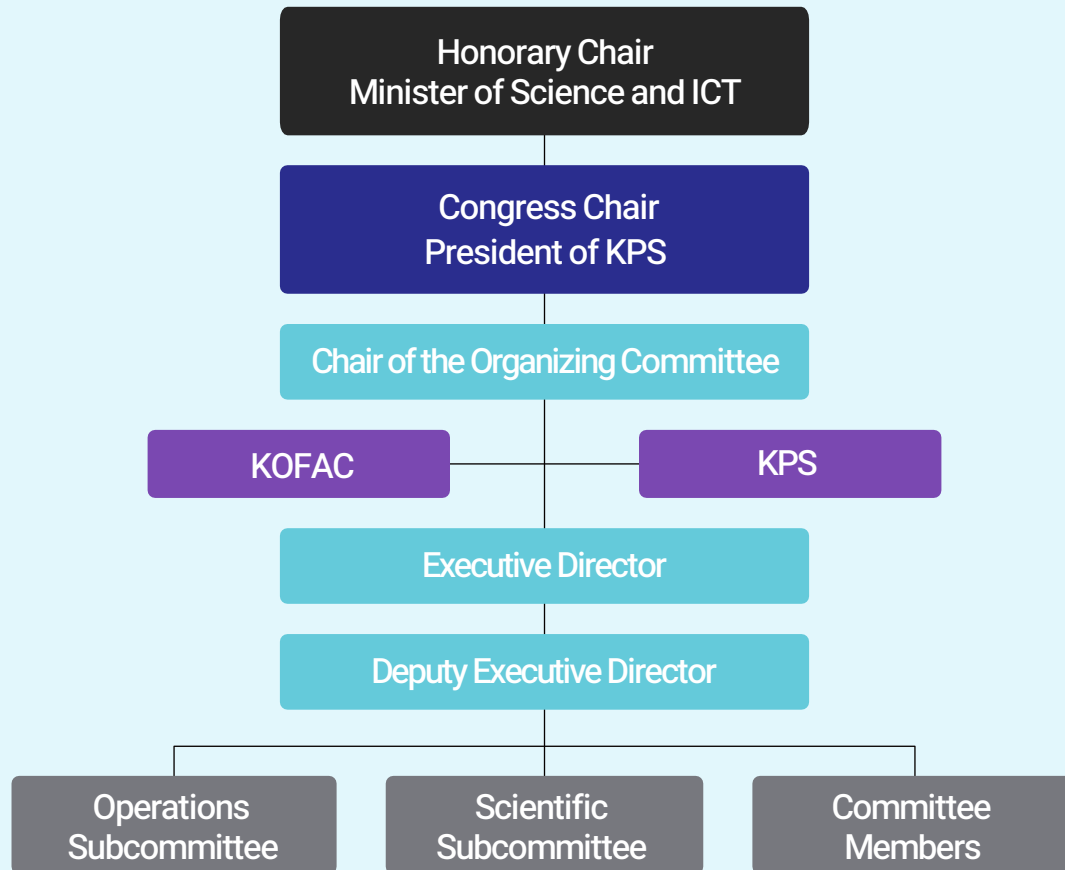 Honorary Chair
Minister of Science and ICT
Congress Chair
President of KPS
Chair of the Organizing Committee
KOFAC
KPS
Executive Director
Deputy Executive Director
Operations
Subcommittee
Scientific
Subcommittee
Committee
Members